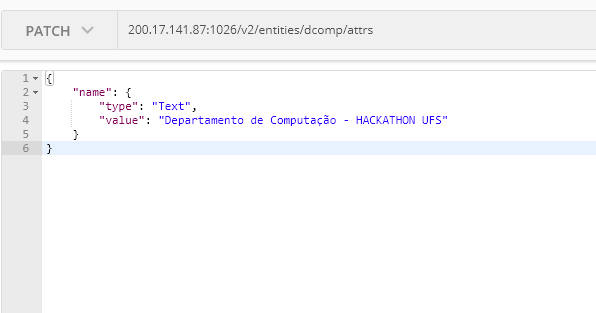 PATCH 200.17.141.87:1026/v2/entities/dcomp/attrs
1 {
2 "name": {
3 "type": "Text",
4 "value": "Departamento de Computação - HACKATHON UFS"
5 }
6 }